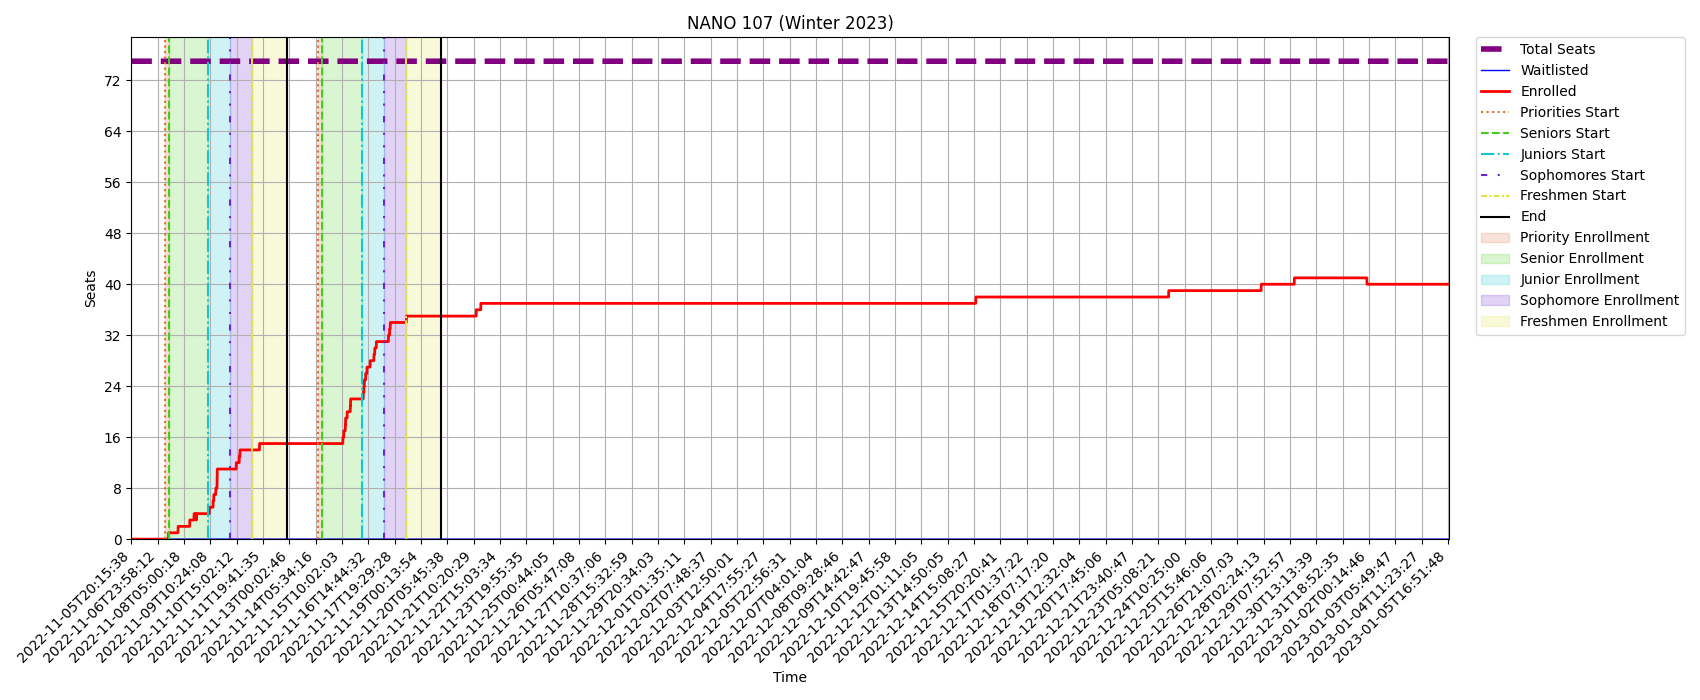 NANO 107 (Winter 2023)
Seats
72
64
56
48
40
32
24
16
8
0
2022-11-05T20:15:38
2022-11-06T23:58:12
2022-11-08T05:00:18
2022-11-09T10:24:08
2022-11-10T15:02:12
2022-11-11T19:41:35
2022-11-13T00:02:46
2022-11-14T05:34:16
2022-11-15T10:02:03
2022-11-16T14:44:32
2022-11-17T19:29:28
2022-11-19T00:13:54
2022-11-20T05:45:38
2022-11-21T10:20:29
2022-11-22T15:03:34
2022-11-23T19:55:35
2022-11-25T00:44:05
2022-11-26T05:47:08
2022-11-27T10:37:06
2022-11-28T15:32:59
2022-11-29T20:34:03
2022-12-01T01:35:11
2022-12-02T07:48:37
2022-12-03T12:50:01
2022-12-04T17:55:27
2022-12-05T22:56:31
2022-12-07T04:01:04
2022-12-08T09:28:46
2022-12-09T14:42:47
2022-12-10T19:45:58
2022-12-12T01:11:05
2022-12-13T14:50:05
2022-12-14T15:08:27
2022-12-15T20:20:41
2022-12-17T01:37:22
2022-12-18T07:17:20
2022-12-19T12:32:04
2022-12-20T17:45:06
2022-12-21T23:40:47
2022-12-23T05:08:21
2022-12-24T10:25:00
2022-12-25T15:46:06
2022-12-26T21:07:03
2022-12-28T02:24:13
2022-12-29T07:52:57
2022-12-30T13:13:39
2022-12-31T18:52:35
2023-01-02T00:14:46
2023-01-03T05:49:47
2023-01-04T11:23:27
2023-01-05T16:51:48
Time
Total Seats
Waitlisted
Enrolled
Priorities Start
Seniors Start
Juniors Start
Sophomores Start
Freshmen Start
End
Priority Enrollment
Senior Enrollment
Junior Enrollment
Sophomore Enrollment
Freshmen Enrollment